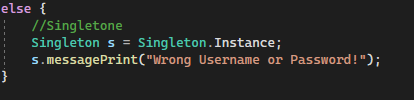 else {
//Singletone
Singleton s = Singleton.Instance;
s.messagePrint("Wrong Username or Password!");
}